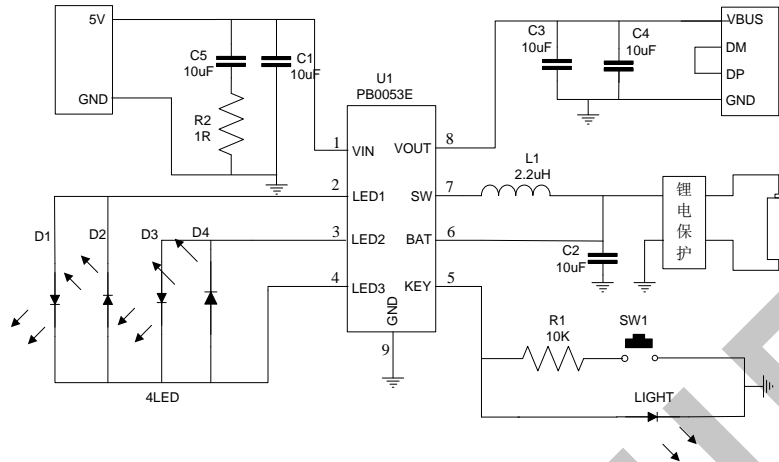 5V
GND
C5
10uF
C1
10uF
R2
1R
U1
PB0053E
C3
10uF
C4
10uF
VBUS
DM
DP
GND
1
VIN
VOUT
8
2
LED1
SW
7
L1
2.2uH
3
LED2
BAT
6
4
LED3
KEY
5
GND
9
C2
10uF
锂电保护
D1
D2
D3
D4
4LED
R1
10K
SW1
LIGHT